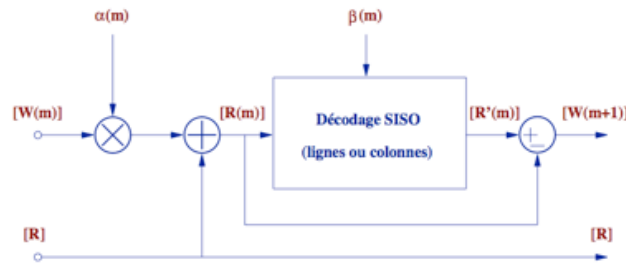 α(m)
β(m)
[W(m)]
[R(m)]
Décodage SISO
(lignes ou colonnes)
[R'(m)]
[W(m+1)]
[R]
[R]